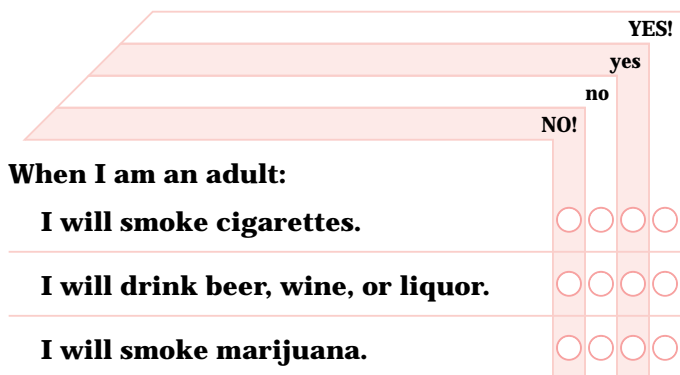 YES!
yes
no
NO!
When I am an adult:
I will smoke cigarettes.
I will drink beer, wine, or liquor.
I will smoke marijuana.